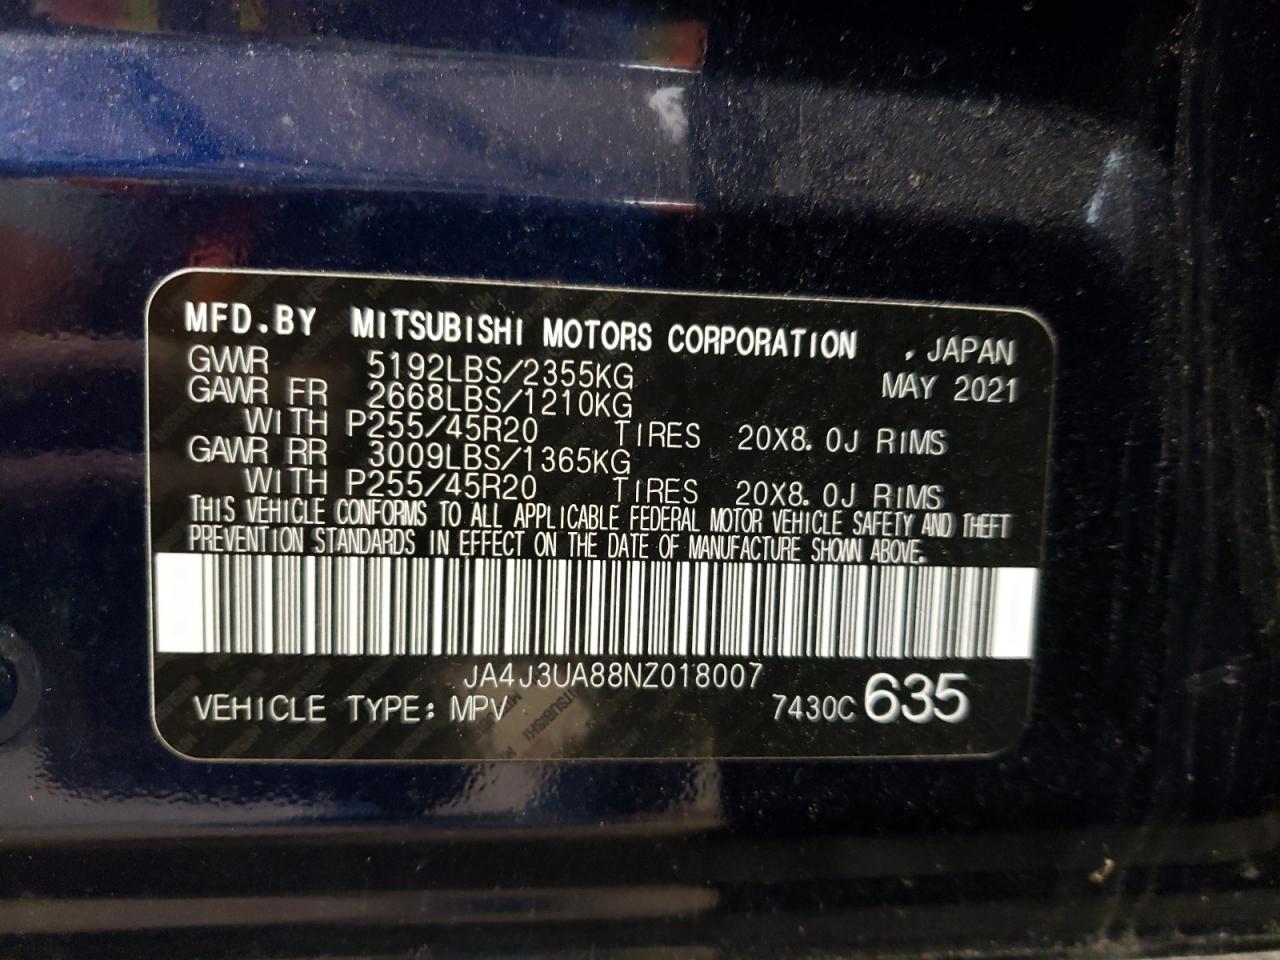 MFD.BY MITSUBISHI MOTORS CORPORATION , JAPAN
GVWR 5192LBS/2355KG MAY 2021
GAWR FR 2668LBS/1210KG
WITH P255/45R20 TIRES 20X8.0J RIMS
GAWR RR 3009LBS/1365KG
WITH P255/45R20 TIRES 20X8.0J RIMS
THIS VEHICLE CONFORMS TO ALL APPLICABLE FEDERAL MOTOR VEHICLE SAFETY AND THEFT
PREVENTION STANDARDS IN EFFECT ON THE DATE OF MANUFACTURE SHOWN ABOVE.
JA4J3UA88NZ018007
VEHICLE TYPE: MPV 7430C 635